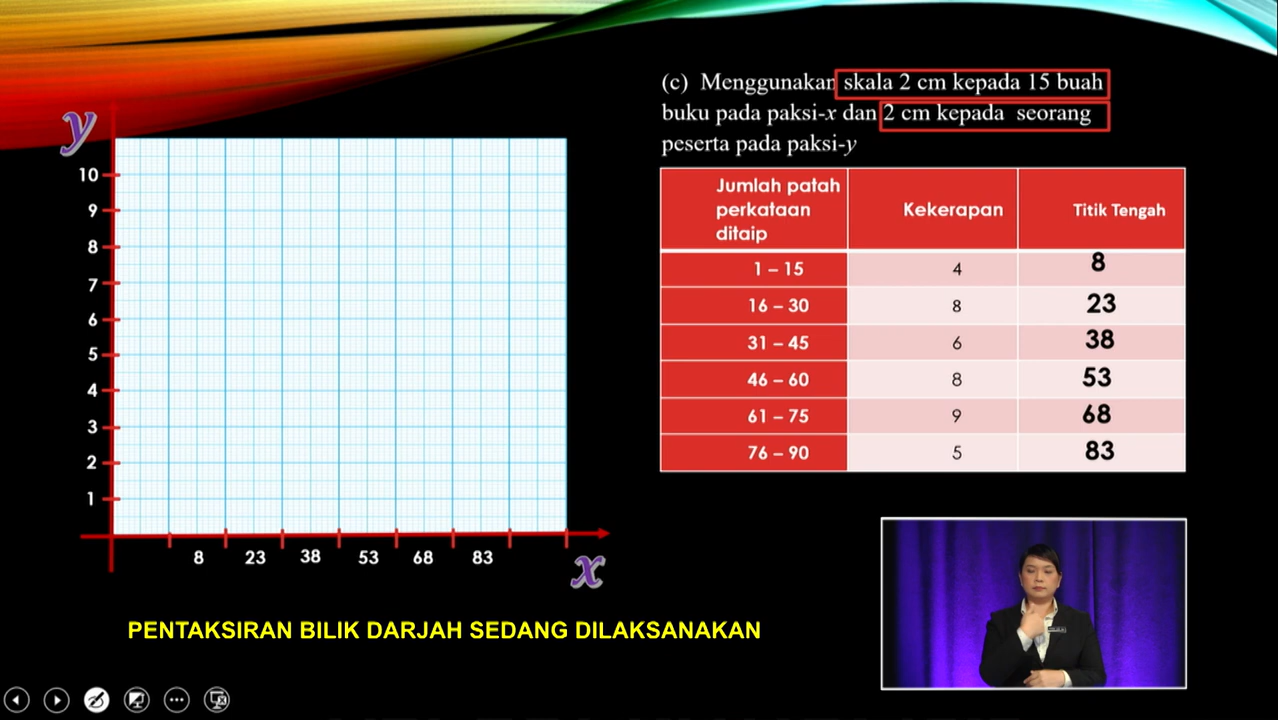 (c) Menggunakan skala 2 cm kepada 15 buah
buku pada paksi-x dan 2 cm kepada seorang
peserta pada paksi-y
y
10
9
8
7
6
5
4
3
2
1
8 23 38 53 68 83
x
Jumlah patah perkataan ditaip Kekerapan Titik Tengah
1 – 15 4 8
16 – 30 8 23
31 – 45 6 38
46 – 60 8 53
61 – 75 9 68
76 – 90 5 83
PENTAKSIRAN BILIK DARJAH SEDANG DILAKSANAKAN